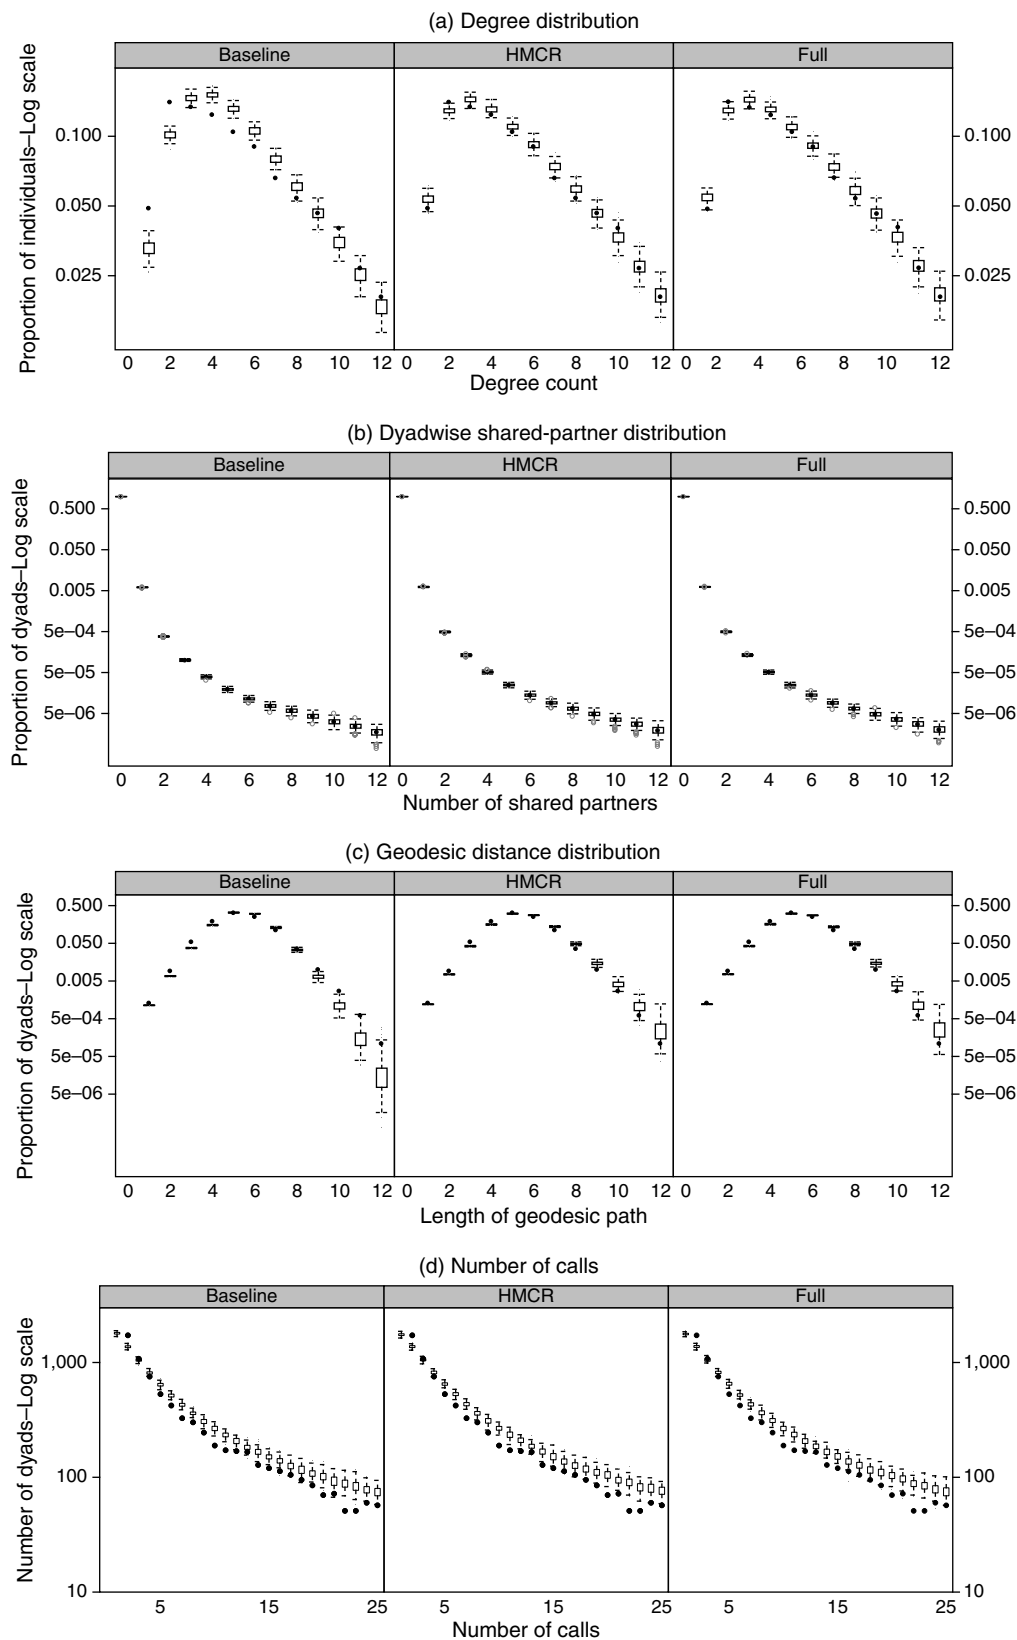 (a) Degree distribution
Baseline HMCR Full
Proportion of individuals–Log scale
0.100 0.100
0.050 0.050
0.025 0.025
0 2 4 6 8 10 12 0 2 4 6 8 10 12 0 2 4 6 8 10 12
Degree count
(b) Dyadwise shared-partner distribution
Baseline HMCR Full
Proportion of dyads–Log scale
0.500 0.500
0.050 0.050
0.005 0.005
5e–04 5e–04
5e–05 5e–05
5e–06 5e–06
0 2 4 6 8 10 12 0 2 4 6 8 10 12 0 2 4 6 8 10 12
Number of shared partners
(c) Geodesic distance distribution
Baseline HMCR Full
Proportion of dyads–Log scale
0.500 0.500
0.050 0.050
0.005 0.005
5e–04 5e–04
5e–05 5e–05
5e–06 5e–06
0 2 4 6 8 10 12 0 2 4 6 8 10 12 0 2 4 6 8 10 12
Length of geodesic path
(d) Number of calls
Baseline HMCR Full
Number of dyads–Log scale
1,000 1,000
100 100
10 10
5 15 25 5 15 25 5 15 25
Number of calls